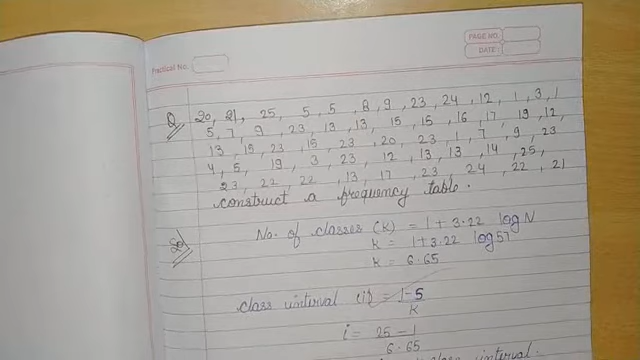 Practical No.
PAGE NO.
DATE:
Q 20, 21, 25, 5, 5, 8, 9, 23, 24, 12, 1, 3, 1
5, 7, 9, 23, 13, 13, 15, 15, 16, 17, 19, 12,
13, 19, 23, 15, 23, 20, 23, 1, 7, 9, 23
4, 5, 19, 3, 23, 12, 13, 13, 14, 25,
23, 22, 22, 13, 17, 23, 24, 22, 21
construct a frequency table.
Sol No. of classes (k) = 1 + 3.22 log N
k = 1 + 3.22 log 57
k = 6.65
class interval (i) = l - s
k
i = 25 - 1
6.65
class interval.